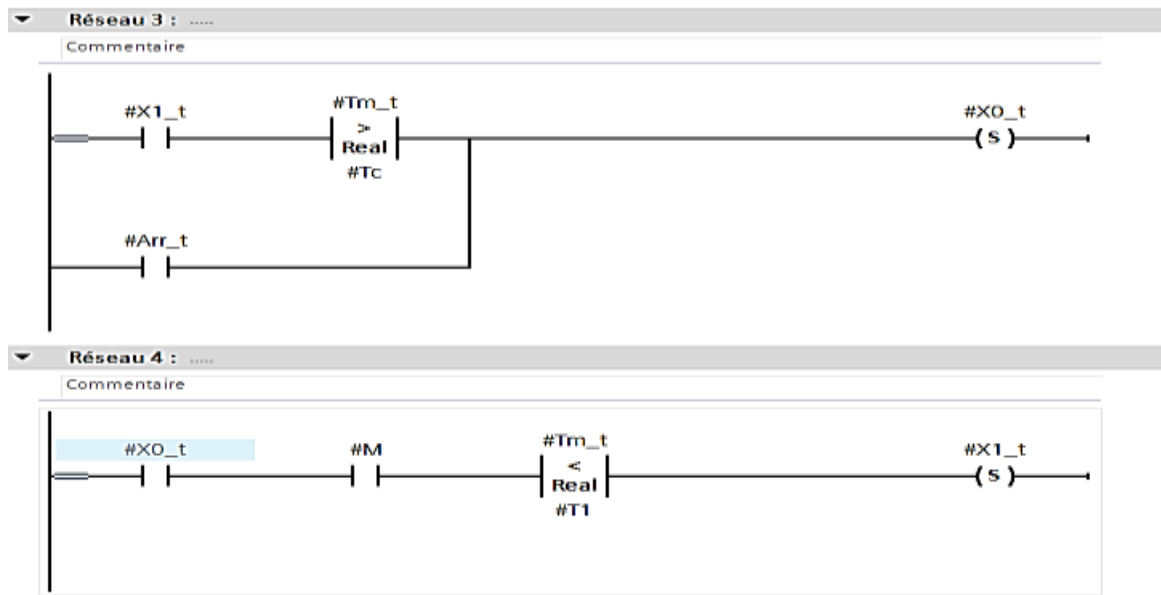 Réseau 3 : .....
Commentaire
#X1_t
#Tm_t
#X0_t
>
Real
( S )
#Tc
#Arr_t
Réseau 4 : .....
Commentaire
#X0_t
#M
#Tm_t
#X1_t
<
Real
( S )
#T1